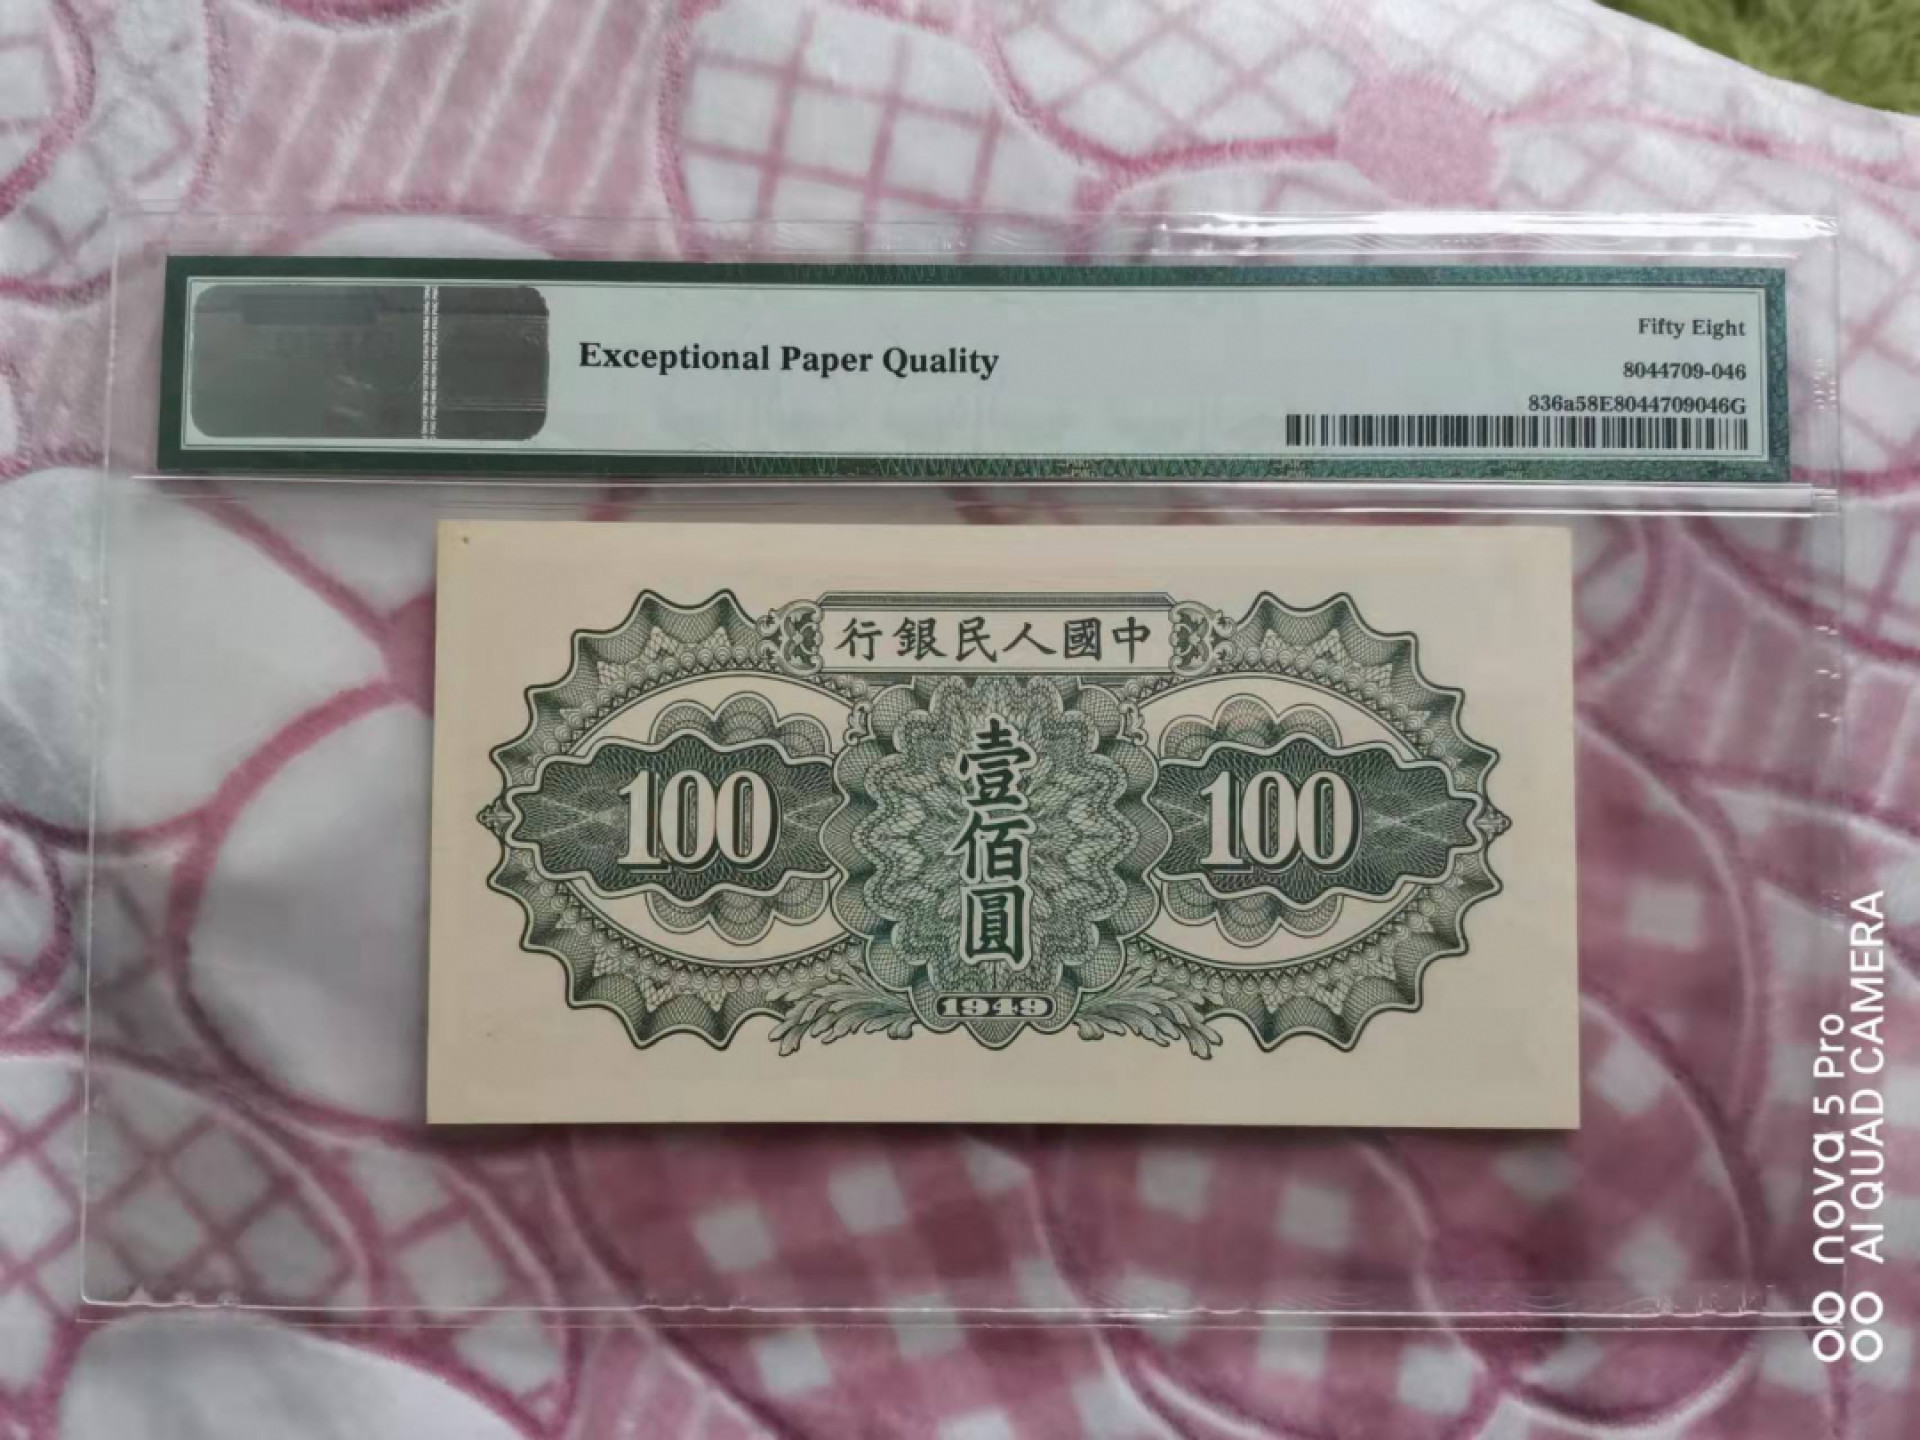 Exceptional Paper Quality
Fifty Eight
8044709-046
836a58E8044709046G
行銀民人國中
100
壹佰圓
100
1949
nova 5 Pro
AI QUAD CAMERA